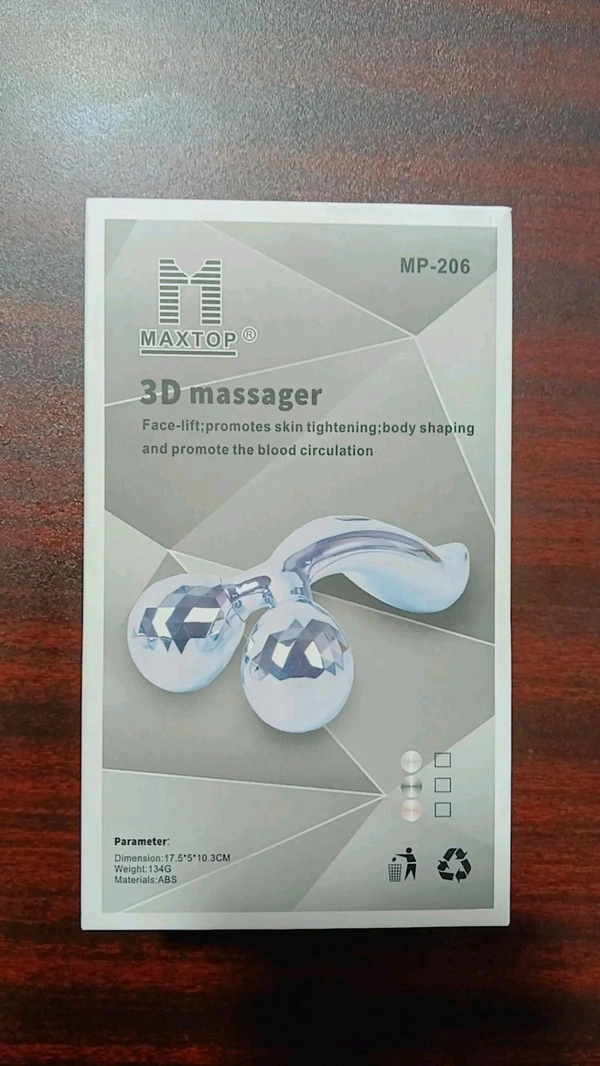 MP-206
MAXTOP®
3D massager
Face-lift;promotes skin tightening;body shaping
and promote the blood circulation
Parameter:
Dimension:17.5*5*10.3CM
Weight:134G
Materials:ABS